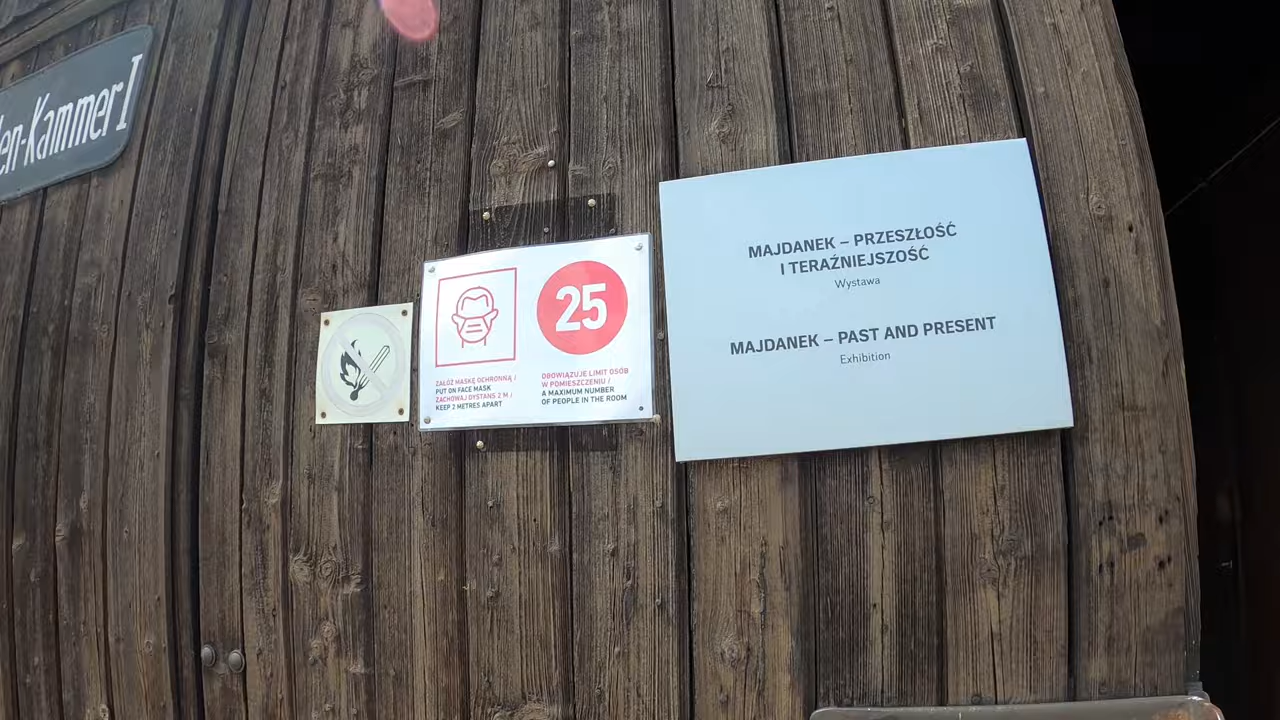 Kammer I
25
ZAŁÓŻ MASKĘ OCHRONNĄ /
PUT ON FACE MASK
ZACHOWAJ DYSTANS 2 M /
KEEP 2 METRES APART
OBOWIĄZUJE LIMIT OSÓB
W POMIESZCZENIU /
A MAXIMUM NUMBER
OF PEOPLE IN THE ROOM
MAJDANEK – PRZESZŁOŚĆ
I TERAŹNIEJSZOŚĆ
Wystawa
MAJDANEK – PAST AND PRESENT
Exhibition